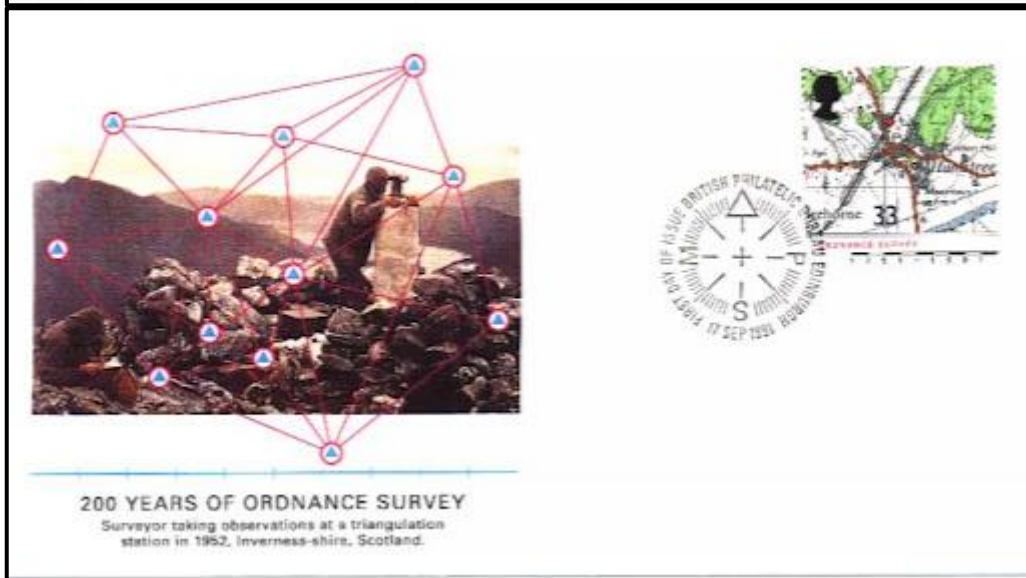 200 YEARS OF ORDNANCE SURVEY
Surveyor taking observations at a triangulation
station in 1952, Inverness-shire, Scotland.
FIRST DAY OF ISSUE BRITISH PHILATELIC BUREAU EDINBURGH
17 SEP 1991
M
P
S
33